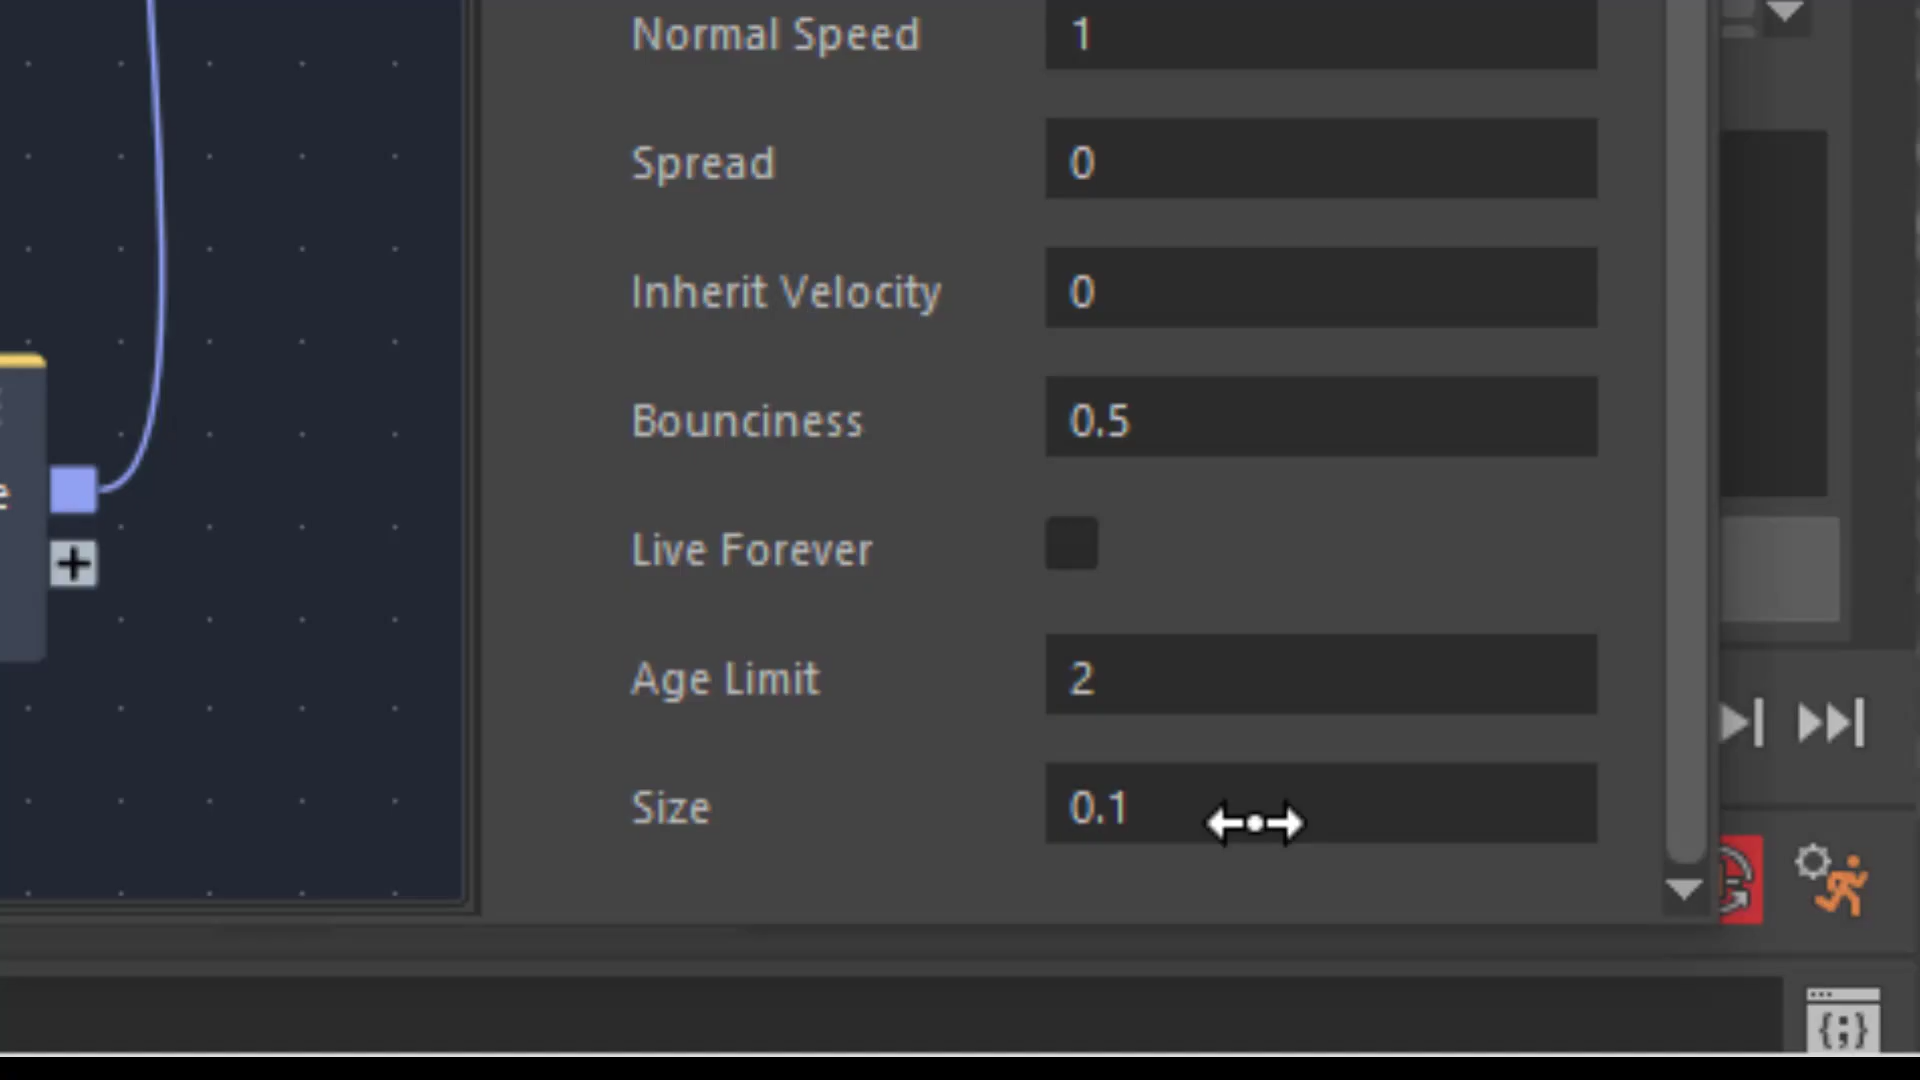 Normal Speed 1
Spread 0
Inherit Velocity 0
Bounciness 0.5
e
Live Forever
Age Limit 2
Size 0.1
{;}